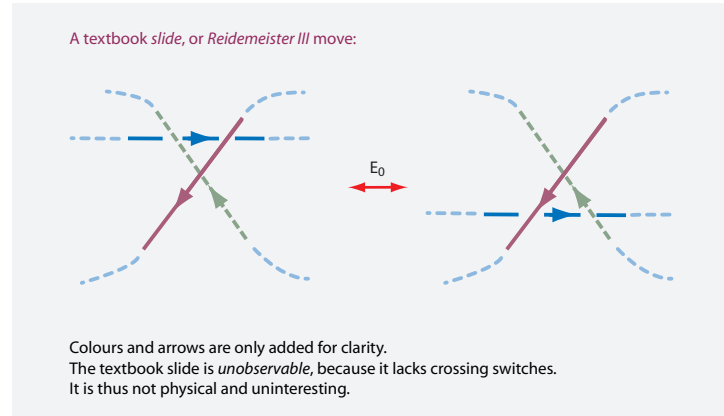 A textbook slide, or Reidemeister III move:
E₀
Colours and arrows are only added for clarity.
The textbook slide is unobservable, because it lacks crossing switches.
It is thus not physical and uninteresting.